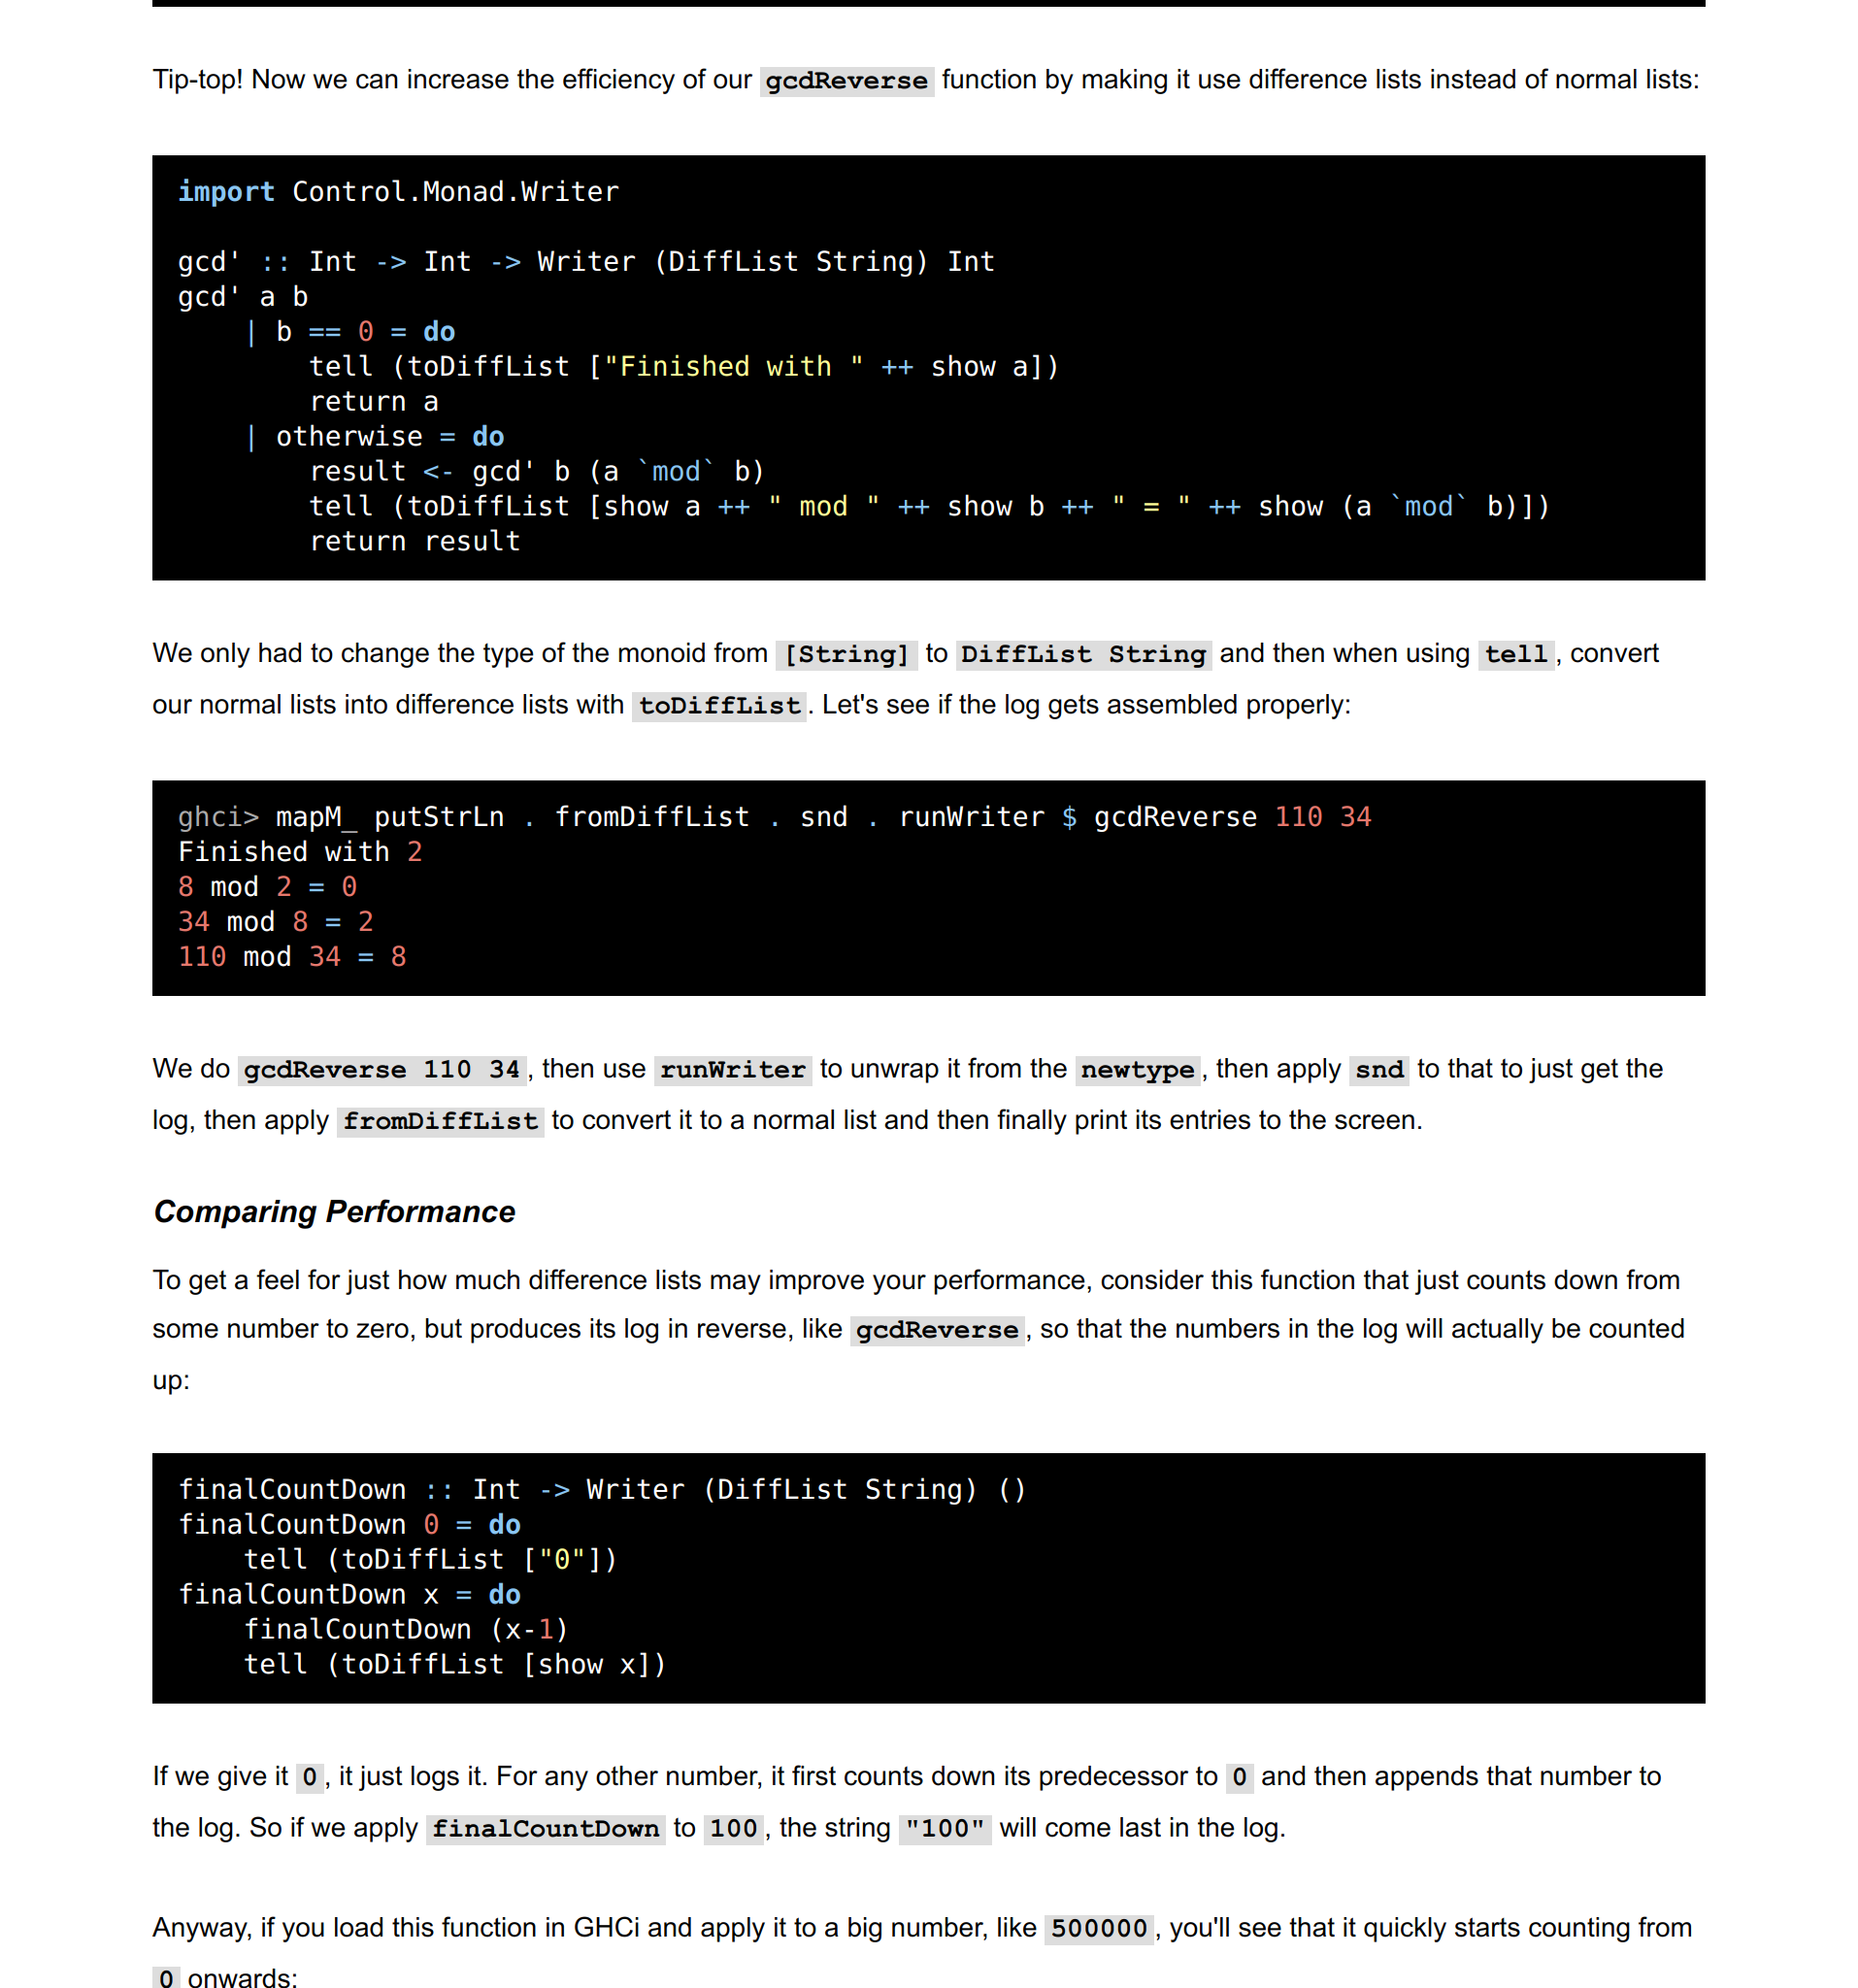 Tip-top! Now we can increase the efficiency of our gcdReverse function by making it use difference lists instead of normal lists:
import Control.Monad.Writer
gcd' :: Int -> Int -> Writer (DiffList String) Int
gcd' a b
    | b == 0 = do
        tell (toDiffList ["Finished with " ++ show a])
        return a
    | otherwise = do
        result <- gcd' b (a `mod` b)
        tell (toDiffList [show a ++ " mod " ++ show b ++ " = " ++ show (a `mod` b)])
        return result
We only had to change the type of the monoid from [String] to DiffList String and then when using tell, convert
our normal lists into difference lists with toDiffList. Let's see if the log gets assembled properly:
ghci> mapM_ putStrLn . fromDiffList . snd . runWriter $ gcdReverse 110 34
Finished with 2
8 mod 2 = 0
34 mod 8 = 2
110 mod 34 = 8
We do gcdReverse 110 34, then use runWriter to unwrap it from the newtype, then apply snd to that to just get the
log, then apply fromDiffList to convert it to a normal list and then finally print its entries to the screen.
Comparing Performance
To get a feel for just how much difference lists may improve your performance, consider this function that just counts down from
some number to zero, but produces its log in reverse, like gcdReverse, so that the numbers in the log will actually be counted
up:
finalCountDown :: Int -> Writer (DiffList String) ()
finalCountDown 0 = do
    tell (toDiffList ["0"])
finalCountDown x = do
    finalCountDown (x-1)
    tell (toDiffList [show x])
If we give it 0, it just logs it. For any other number, it first counts down its predecessor to 0 and then appends that number to
the log. So if we apply finalCountDown to 100, the string "100" will come last in the log.
Anyway, if you load this function in GHCi and apply it to a big number, like 500000, you'll see that it quickly starts counting from
0 onwards: